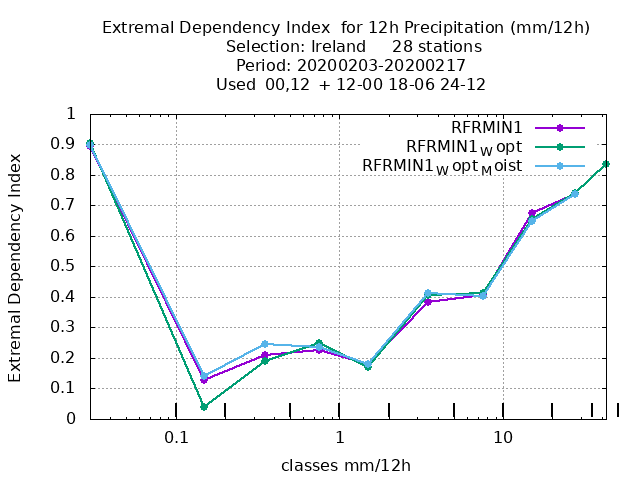 Extremal Dependency Index  for 12h Precipitation (mm/12h)
Selection: Ireland     28 stations
Period: 20200203-20200217
Used  00,12  + 12-00 18-06 24-12
RFRMIN1
RFRMIN1Wopt
RFRMIN1WoptMoist
Extremal Dependency Index
1
0.9
0.8
0.7
0.6
0.5
0.4
0.3
0.2
0.1
0
0.1 1 10
classes mm/12h